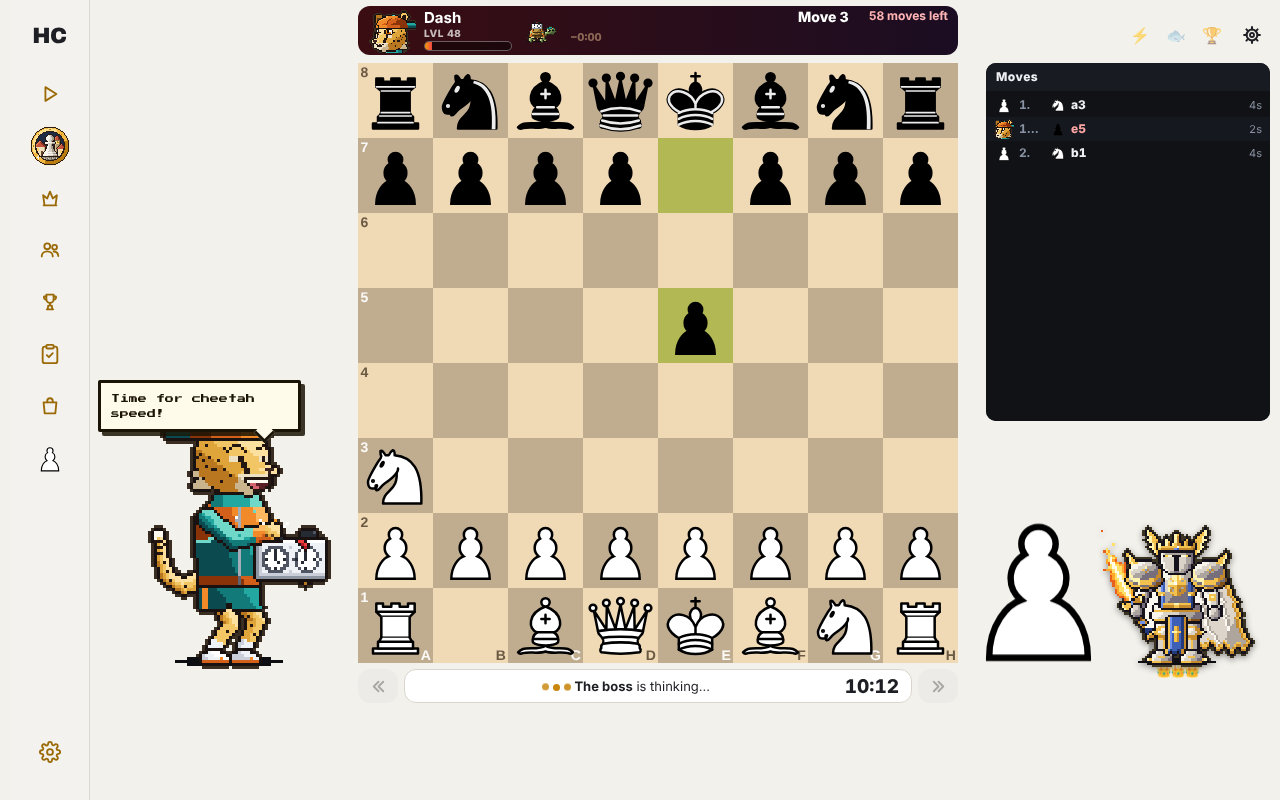 HC
Dash
LVL 48
−0:00
Move 3
58 moves left
Moves
1. a3 4s
1... e5 2s
2. b1 4s
Time for cheetah
speed!
8
7
6
5
4
3
2
1
A B C D E F G H
The boss is thinking...
10:12